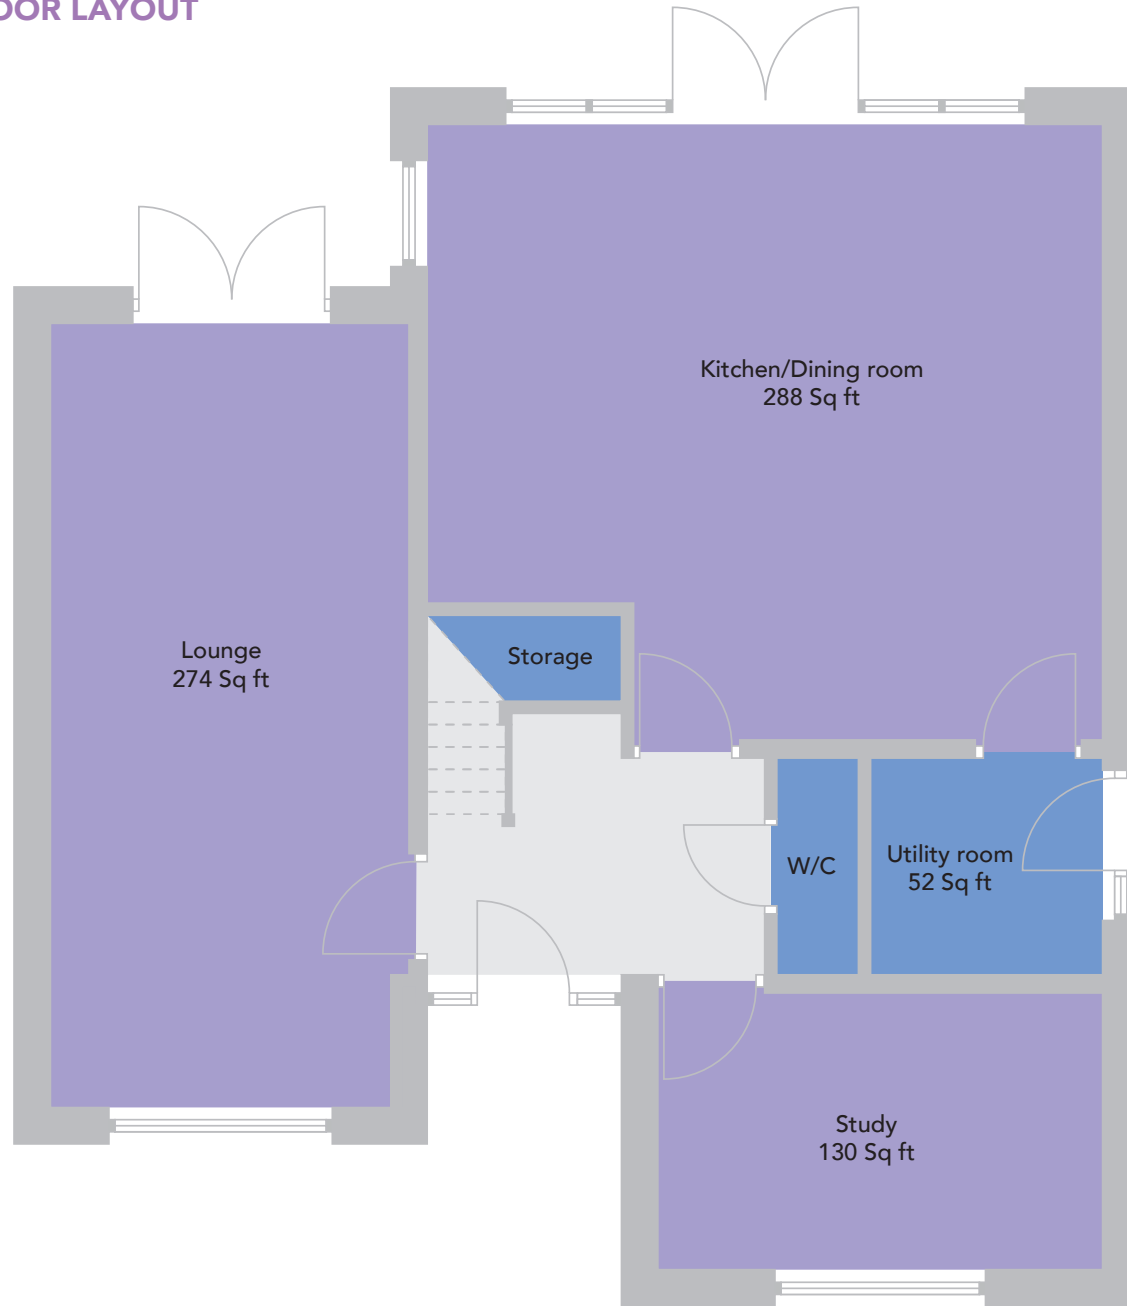 OOR LAYOUT
Kitchen/Dining room
288 Sq ft
Lounge
274 Sq ft
Storage
W/C
Utility room
52 Sq ft
Study
130 Sq ft